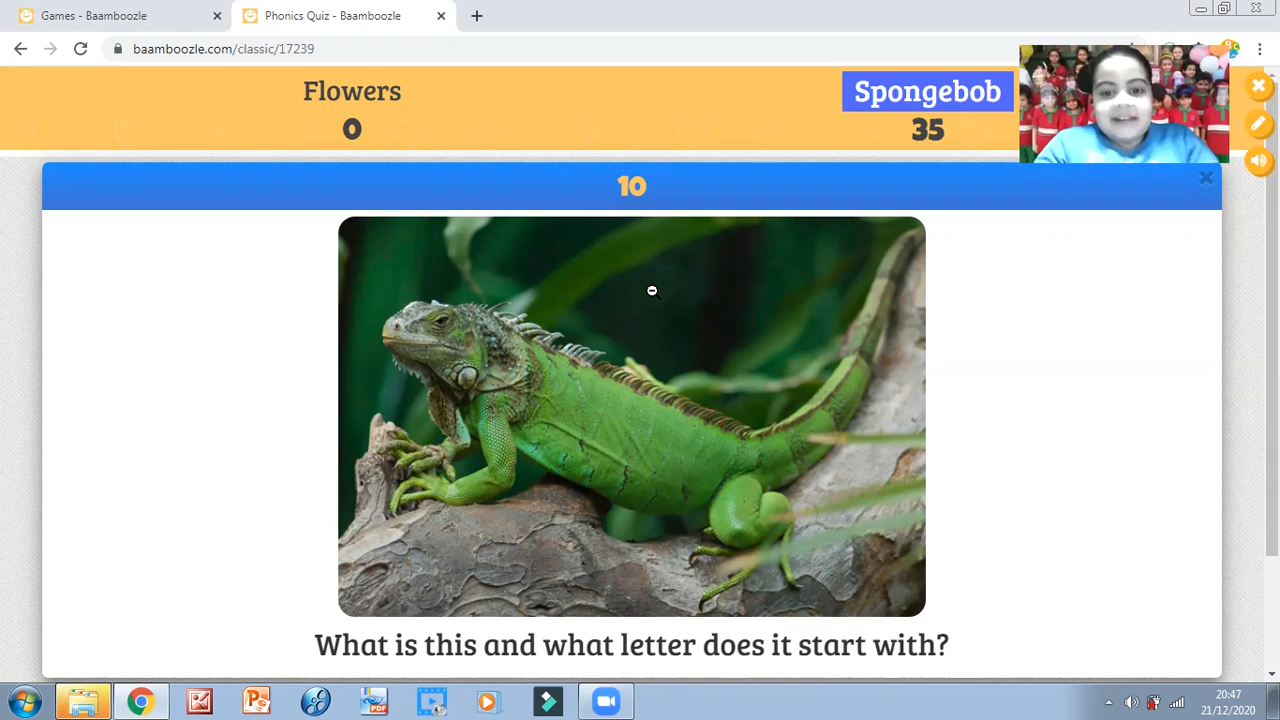 Games - Baamboozle
Phonics Quiz - Baamboozle
baamboozle.com/classic/17239
Flowers
0
Spongebob
35
10
What is this and what letter does it start with?
PDF
20:47
21/12/2020